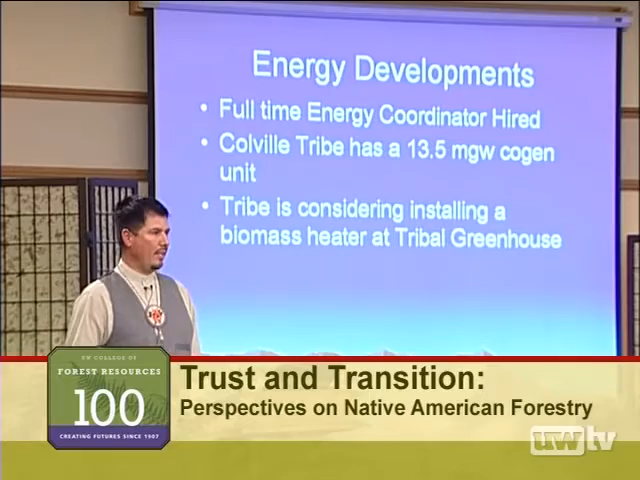 Energy Developments
• Full time Energy Coordinator Hired
• Colville Tribe has a 13.5 mgw cogen
unit
• Tribe is considering installing a
biomass heater at Tribal Greenhouse
UW COLLEGE OF
FOREST RESOURCES
100
CREATING FUTURES SINCE 1907
Trust and Transition:
Perspectives on Native American Forestry
uwtv